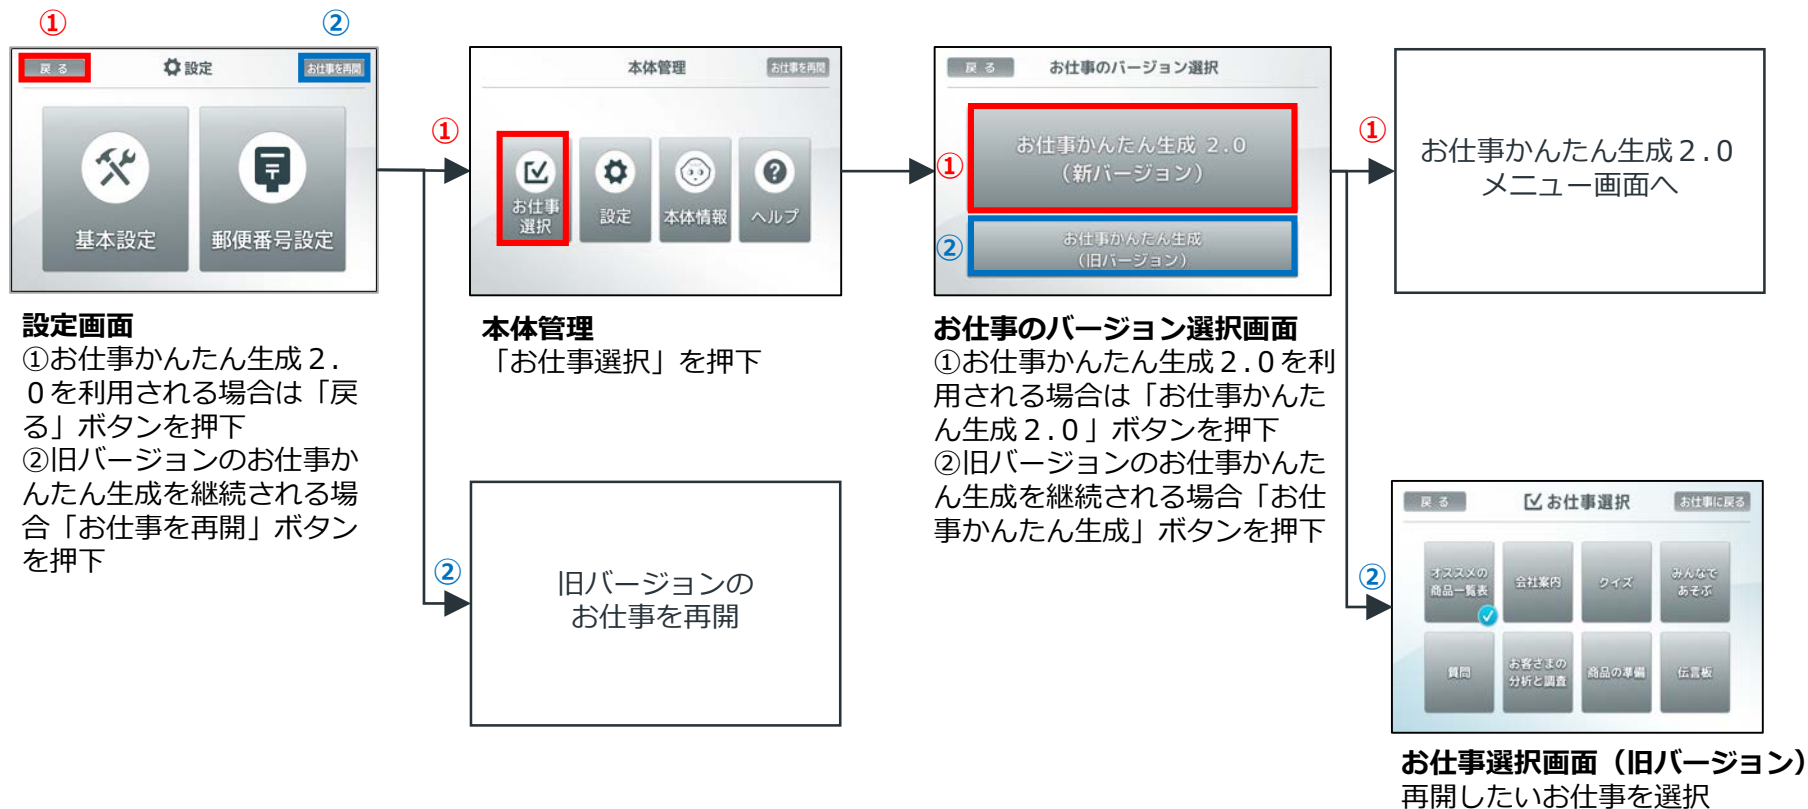 ①
②
戻る
設定
お仕事を再開
基本設定
郵便番号設定
設定画面
①お仕事かんたん生成２.
０を利用される場合は「戻
る」ボタンを押下
②旧バージョンのお仕事か
んたん生成を継続される場
合「お仕事を再開」ボタン
を押下
①
本体管理
お仕事を再開
お仕事
選択
設定
本体情報
ヘルプ
本体管理
「お仕事選択」を押下
②
旧バージョンの
お仕事を再開
戻る
お仕事のバージョン選択
①
お仕事かんたん生成 2.0
（新バージョン）
②
お仕事かんたん生成
（旧バージョン）
お仕事のバージョン選択画面
①お仕事かんたん生成２.０を利
用される場合は「お仕事かんた
ん生成２.０」ボタンを押下
②旧バージョンのお仕事かんた
ん生成を継続される場合「お仕
事かんたん生成」ボタンを押下
①
お仕事かんたん生成２.０
メニュー画面へ
②
戻る
お仕事選択
お仕事に戻る
オススメの
商品一覧表
会社案内
クイズ
みんなで
あそぶ
質問
お客さまの
分析と調査
商品の準備
伝言板
お仕事選択画面（旧バージョン）
再開したいお仕事を選択